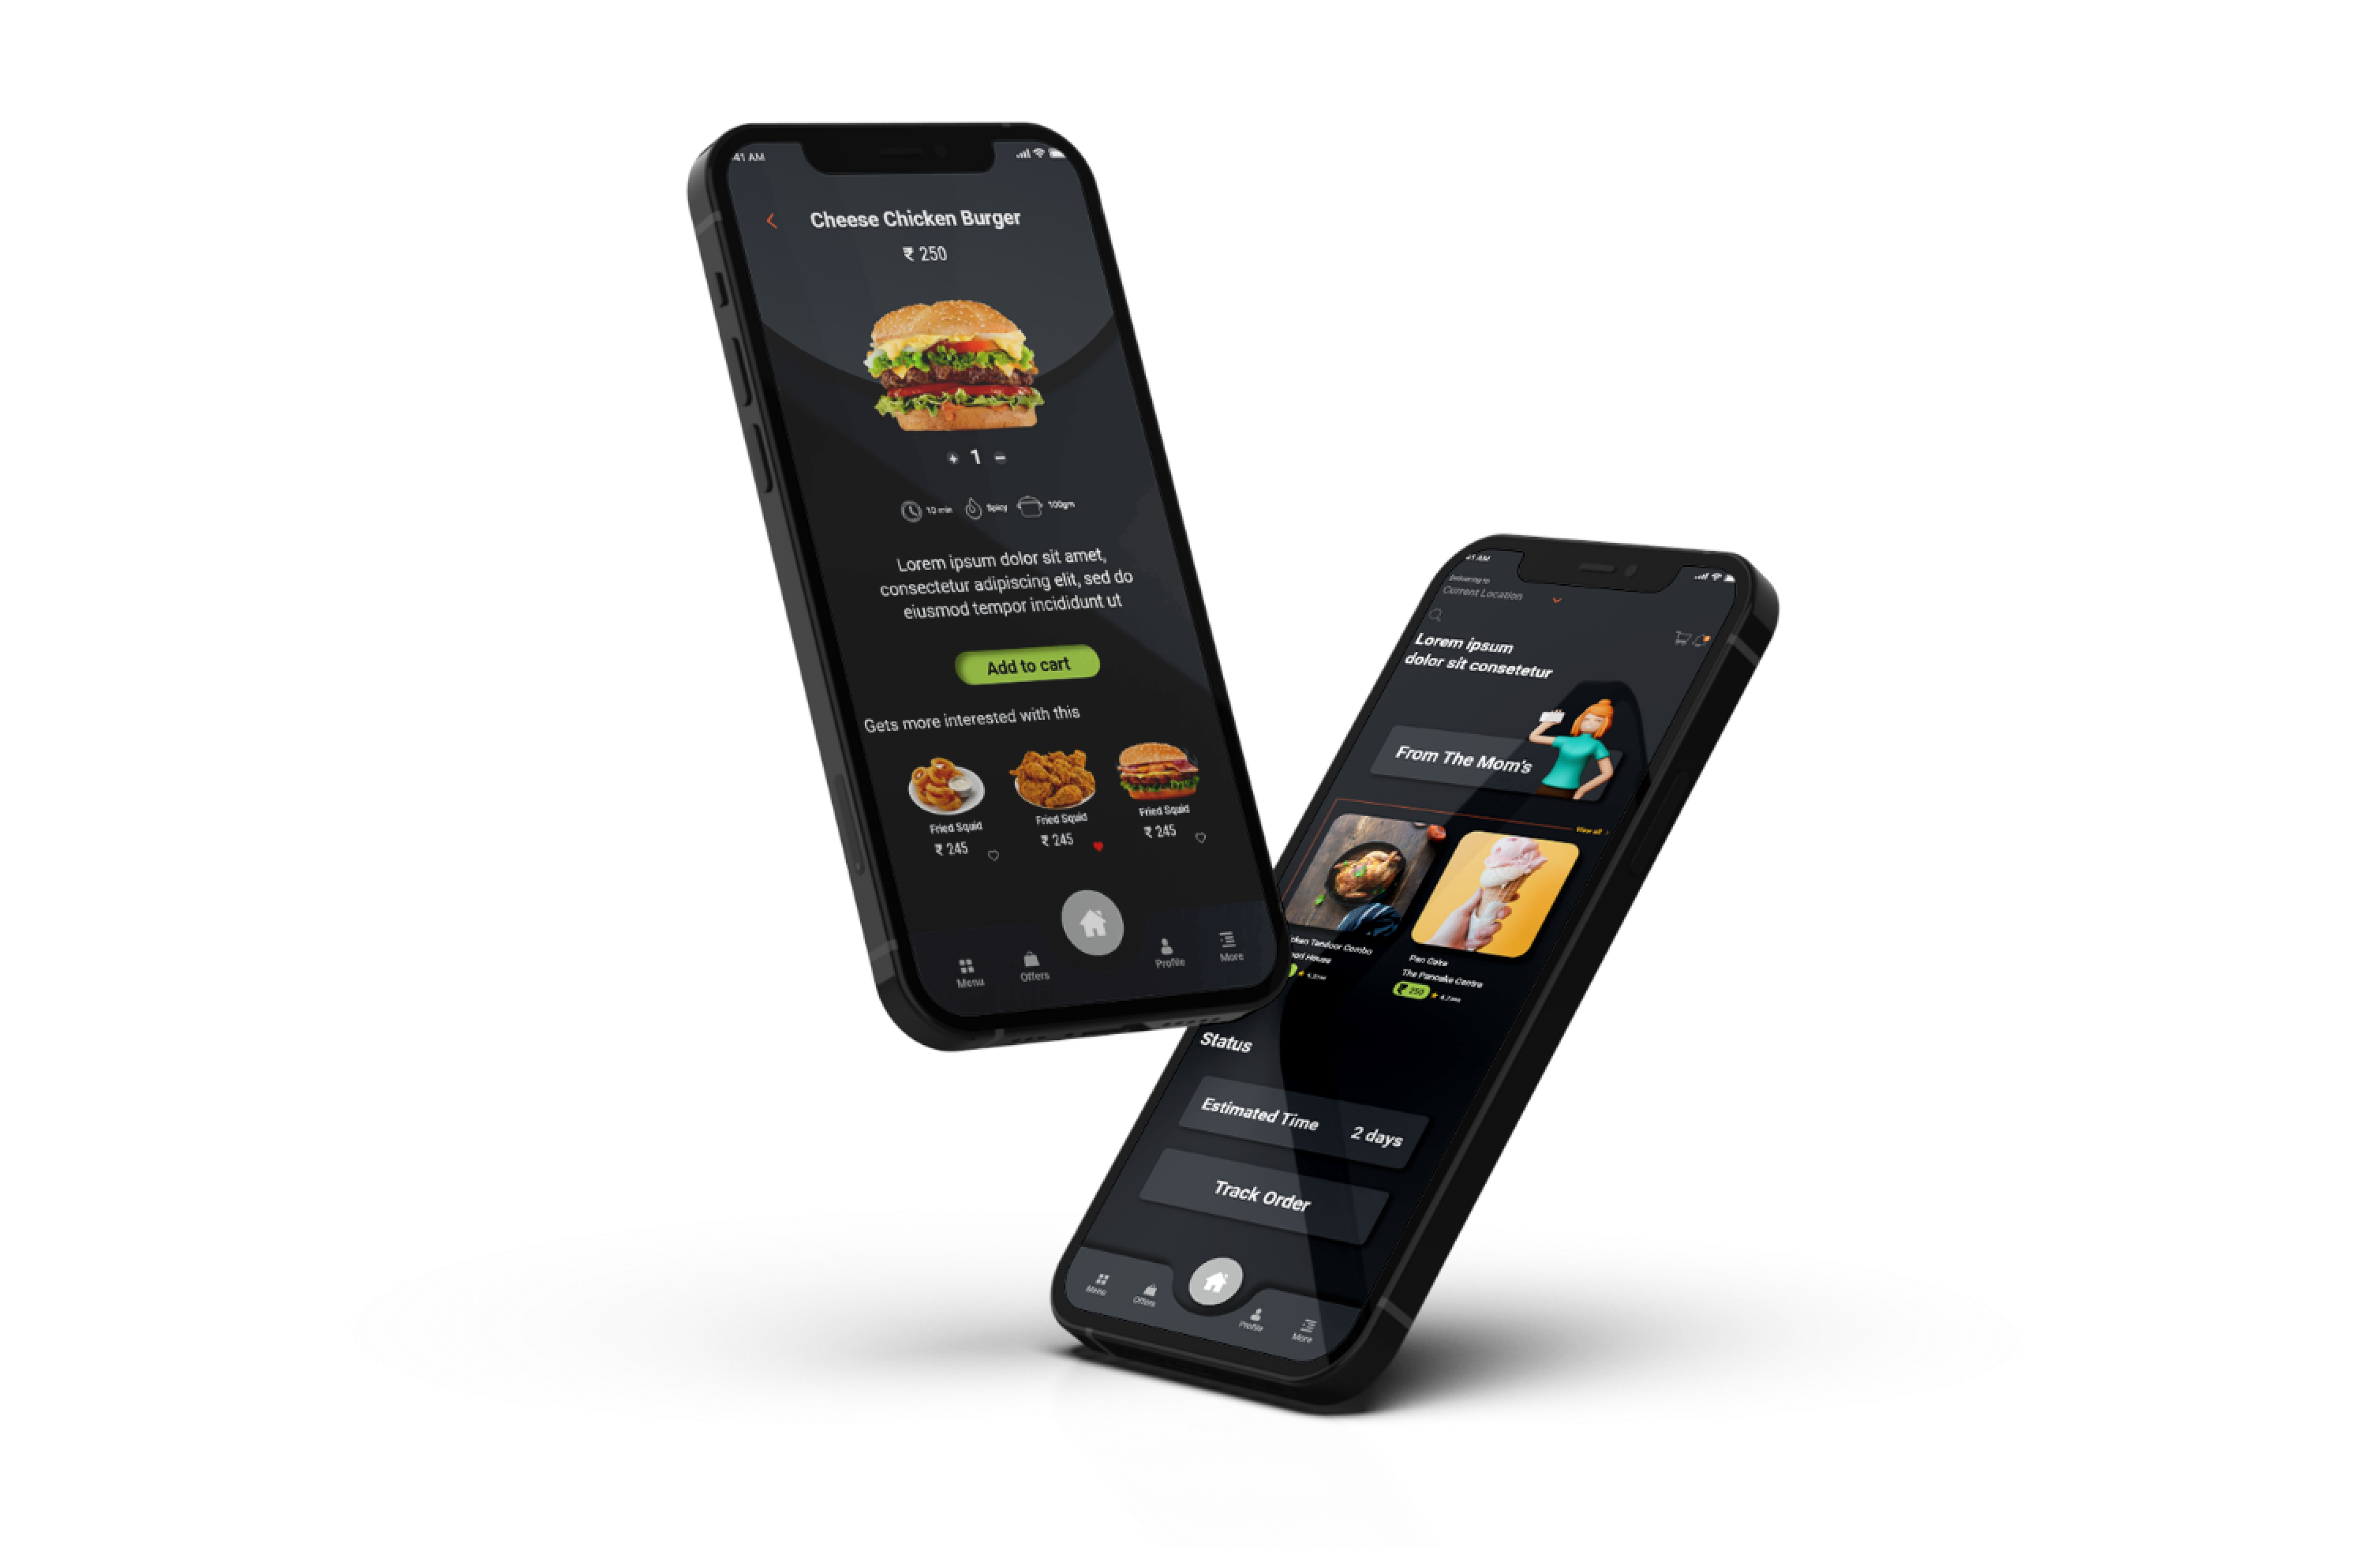 41 AM
Cheese Chicken Burger
₹ 250
1
10 min
Spicy
100gm
Lorem ipsum dolor sit amet,
consectetur adipiscing elit, sed do
eiusmod tempor incididunt ut
Add to cart
Gets more interested with this
Fried Squid
₹ 245
Fried Squid
₹ 245
Fried Squid
₹ 245
Menu
Offers
Profile
More
41 AM
Delivering to
Current Location
Lorem ipsum
dolor sit consetetur
From The Mom's
View all
cken Tandoor Combo
ood House
Pan Cake
The Pancake Centre
₹ 250
Status
Estimated Time 2 days
Track Order
Menu
Offers
Profile
More